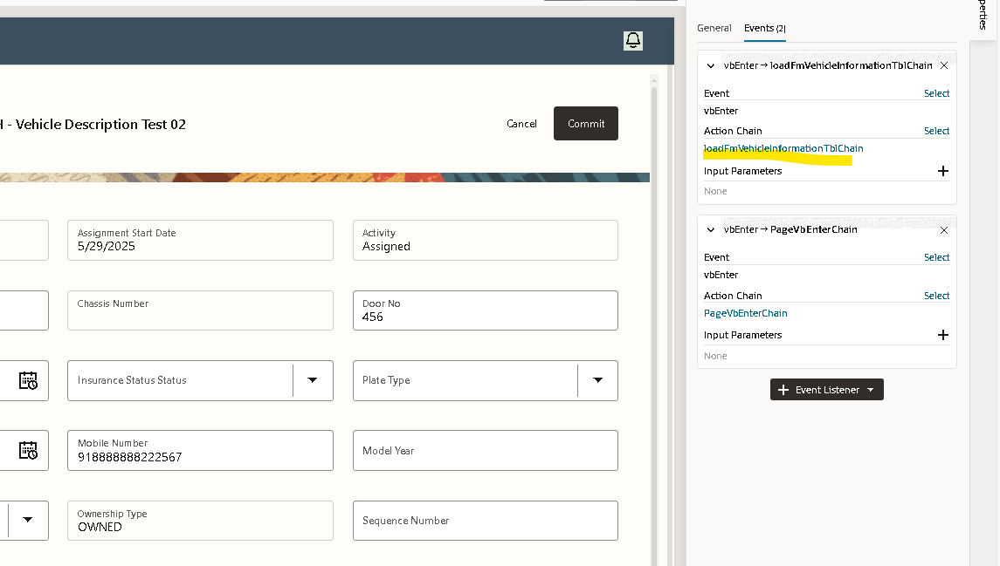 - Vehicle Description Test 02
Cancel
Commit
Assignment Start Date
5/29/2025
Activity
Assigned
Chassis Number
Door No
456
Insurance Status Status
Plate Type
Mobile Number
918888888222567
Model Year
Ownership Type
OWNED
Sequence Number
General
Events (2)
vbEnter → loadFmVehicleInformationTblChain
Event
Select
vbEnter
Action Chain
Select
loadFmVehicleInformationTblChain
Input Parameters
None
vbEnter → PageVbEnterChain
Event
Select
vbEnter
Action Chain
Select
PageVbEnterChain
Input Parameters
None
Event Listener
perties